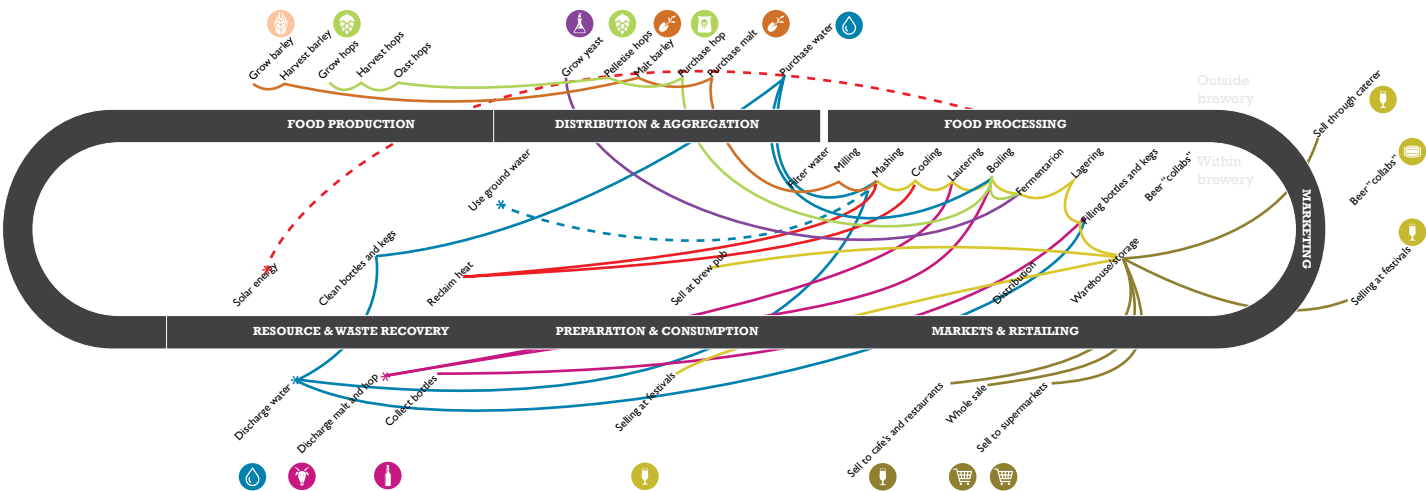 Grow barley
Harvest barley
Grow hops
Harvest hops
Oast hops
Grow yeast
Pelletise hops
Malt barley
Purchase hop
Purchase malt
Purchase water
Outside
brewery
Sell through caterer
FOOD PRODUCTION
DISTRIBUTION & AGGREGATION
FOOD PROCESSING
Use ground water
Filter water
Milling
Mashing
Cooling
Lautering
Boiling
Fermentarion
Lagering
Filling bottles and kegs
Beer "collabs"
Within
brewery
Beer "collabs"
MARKETING
Solar energy
Clean bottles and kegs
Reclaim heat
Sell at brew pub
Distribution
Warehouse/storage
Selling at festivals
RESOURCE & WASTE RECOVERY
PREPARATION & CONSUMPTION
MARKETS & RETAILING
Discharge water
Discharge malt and hop
Collect bottles
Selling at festivals
Sell to cafe's and restaurants
Whole sale
Sell to supermarkets